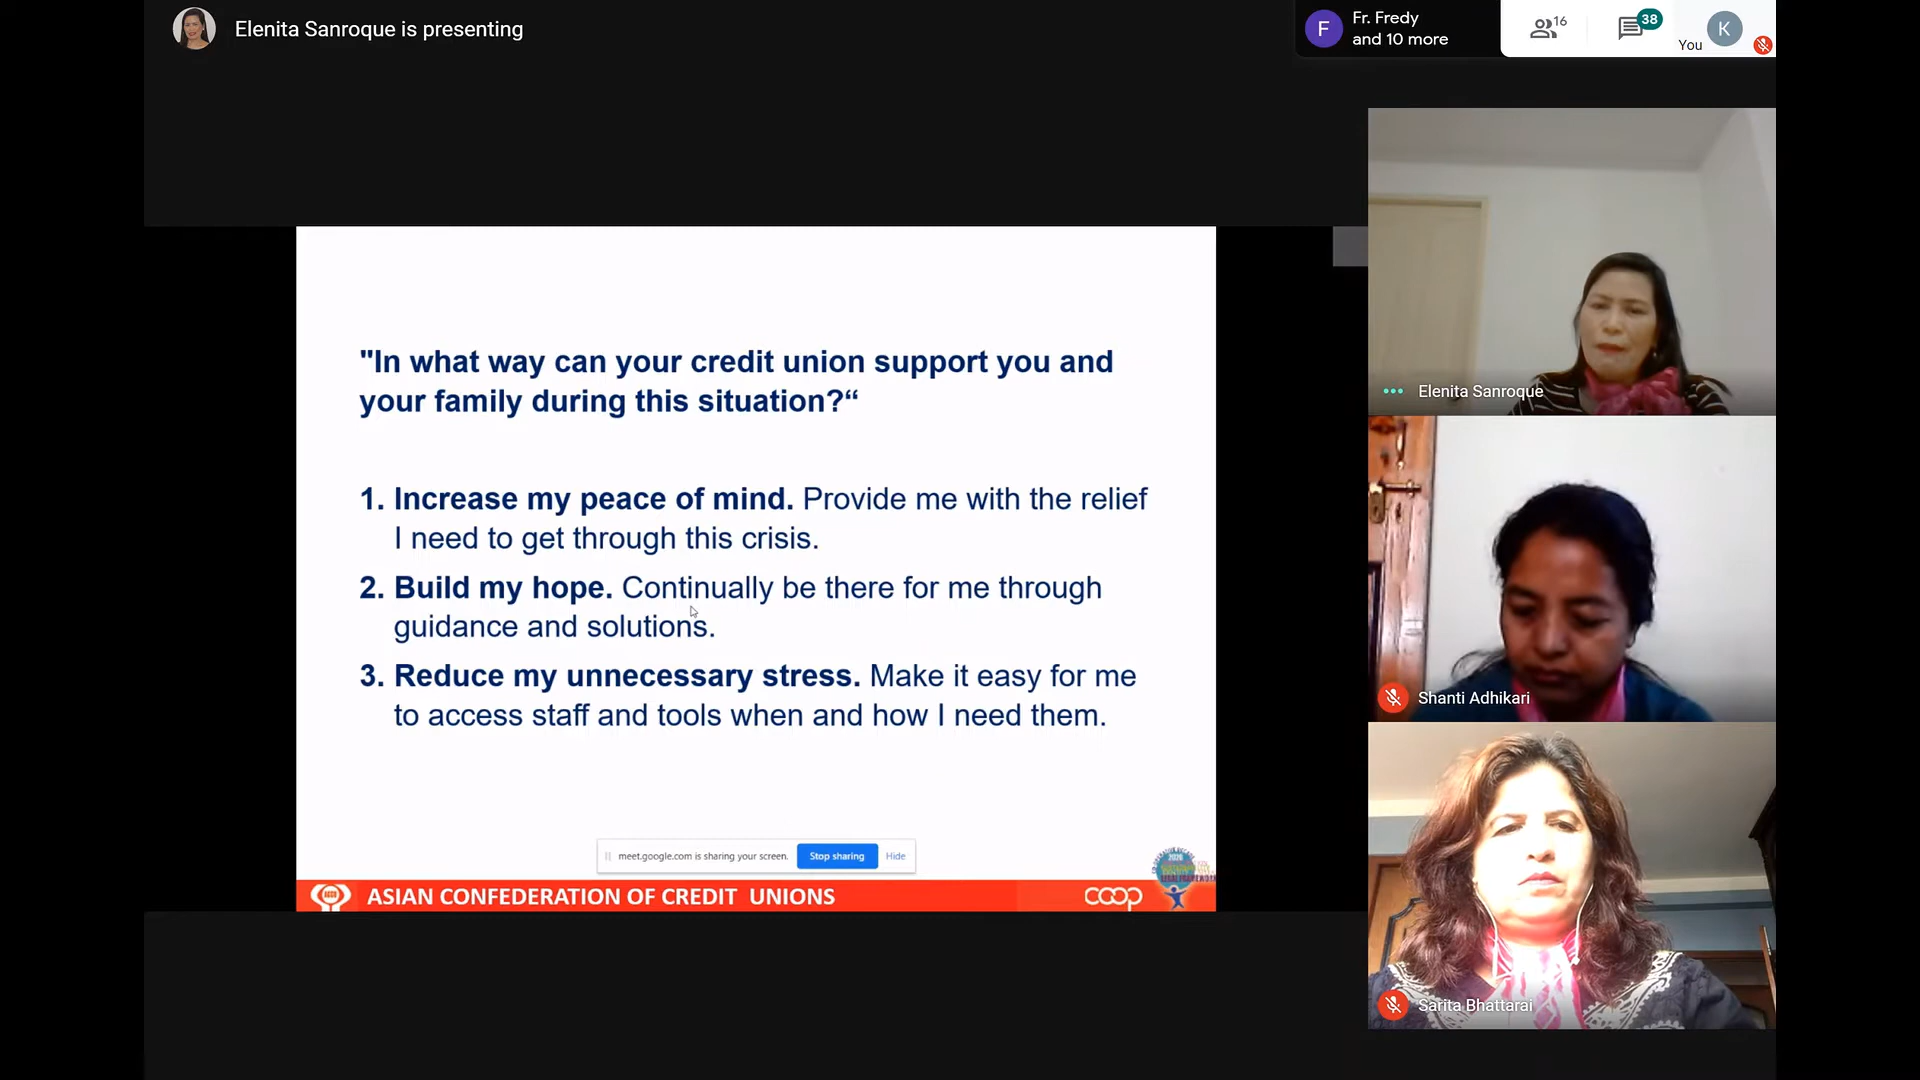 Elenita Sanroque is presenting
F
Fr. Fredy
and 10 more
16
38
You
K
"In what way can your credit union support you and
your family during this situation?“
1. Increase my peace of mind. Provide me with the relief
I need to get through this crisis.
2. Build my hope. Continually be there for me through
guidance and solutions.
3. Reduce my unnecessary stress. Make it easy for me
to access staff and tools when and how I need them.
meet.google.com is sharing your screen.
Stop sharing
Hide
ASIAN CONFEDERATION OF CREDIT UNIONS
coop
Elenita Sanroque
Shanti Adhikari
Sarita Bhattarai